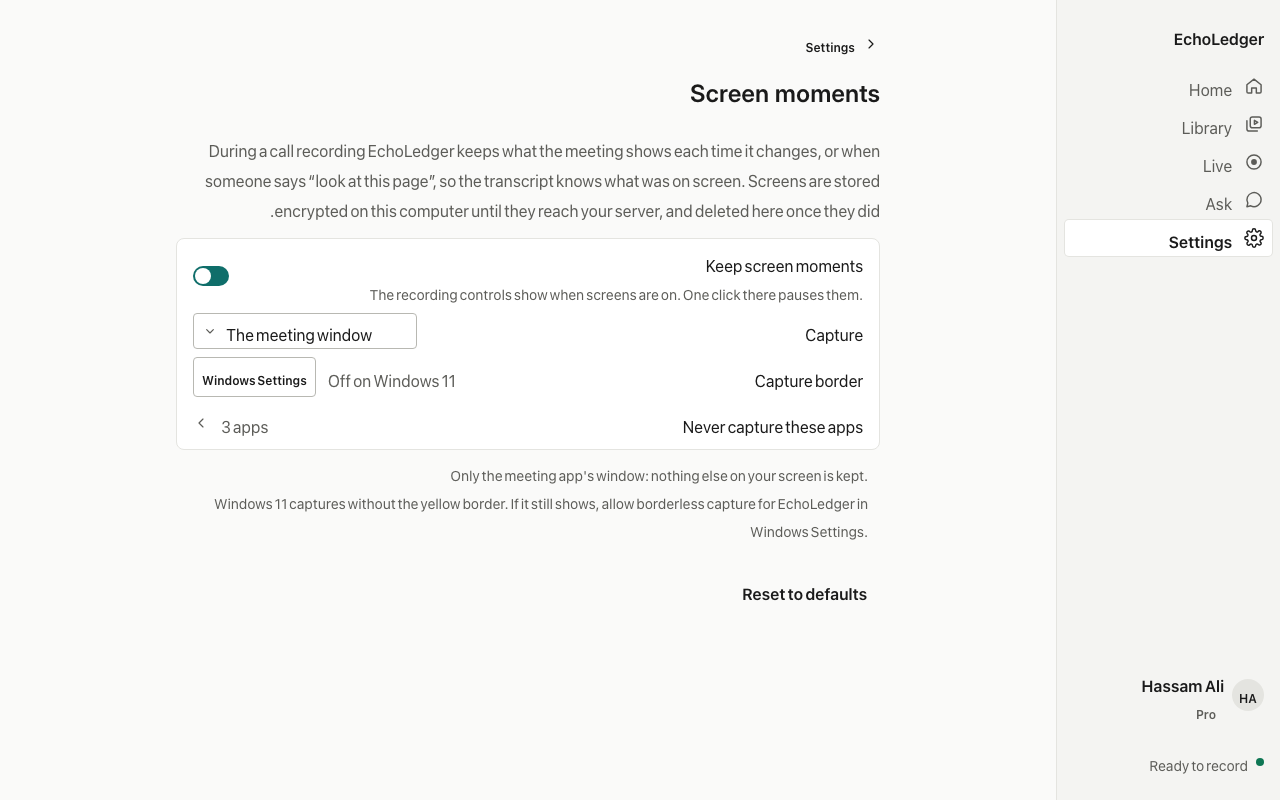 EchoLedger
Home
Library
Live
Ask
Settings
Settings
Screen moments
During a call recording EchoLedger keeps what the meeting shows each time it changes, or when
someone says “look at this page”, so the transcript knows what was on screen. Screens are stored
.encrypted on this computer until they reach your server, and deleted here once they did
Keep screen moments
The recording controls show when screens are on. One click there pauses them.
Capture
The meeting window
Capture border
Off on Windows 11
Windows Settings
Never capture these apps
3 apps
Only the meeting app's window: nothing else on your screen is kept.
Windows 11 captures without the yellow border. If it still shows, allow borderless capture for EchoLedger in
Windows Settings.
Reset to defaults
Hassam Ali
HA
Pro
Ready to record